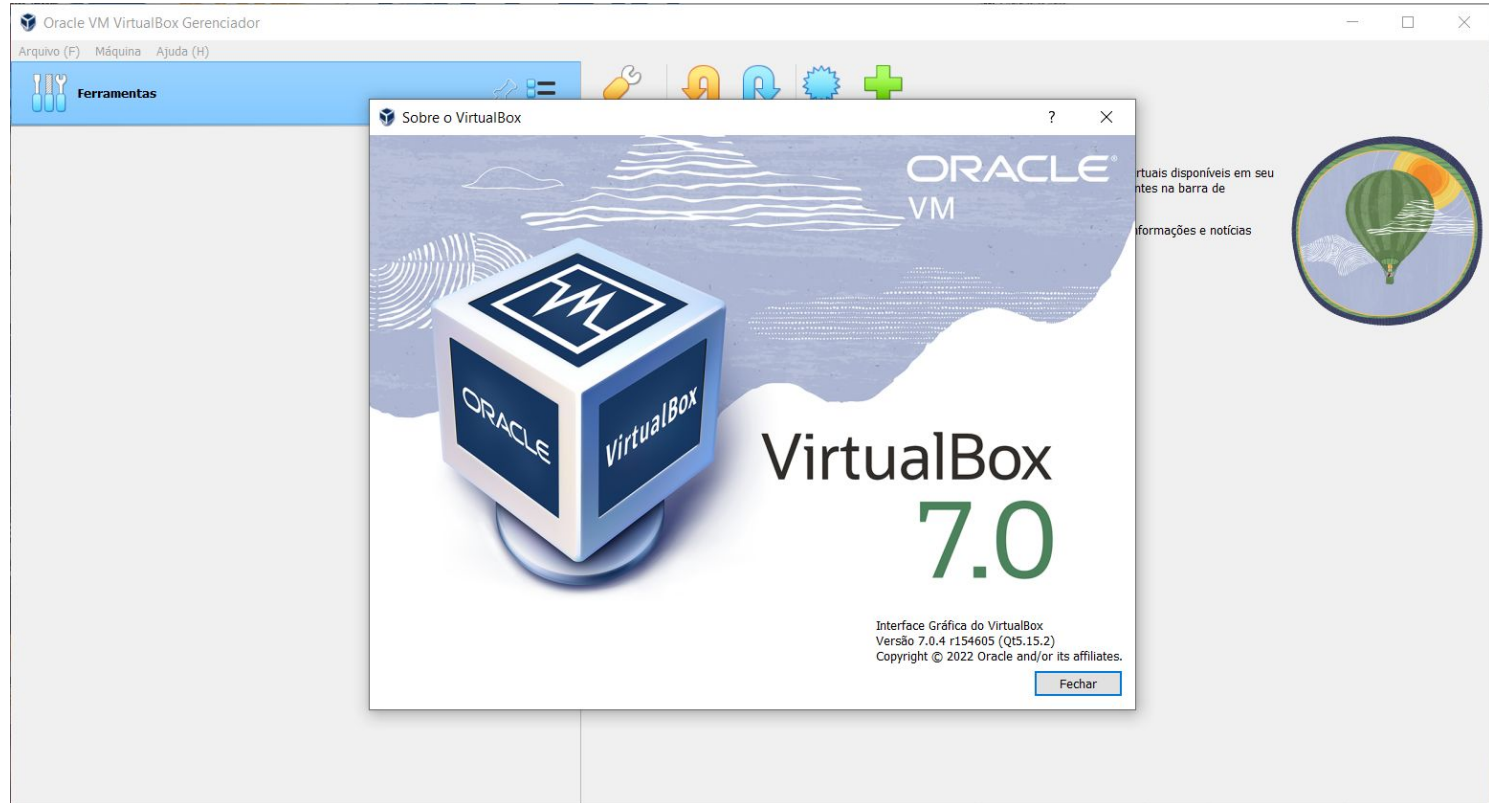 Oracle VM VirtualBox Gerenciador
Arquivo (F) Máquina Ajuda (H)
Ferramentas
Sobre o VirtualBox
?
ORACLE®
VM
rtuais disponíveis em seu
ntes na barra de
nformações e notícias
VM
ORACLE
VirtualBox
VirtualBox
7.0
Interface Gráfica do VirtualBox
Versão 7.0.4 r154605 (Qt5.15.2)
Copyright © 2022 Oracle and/or its affiliates.
Fechar